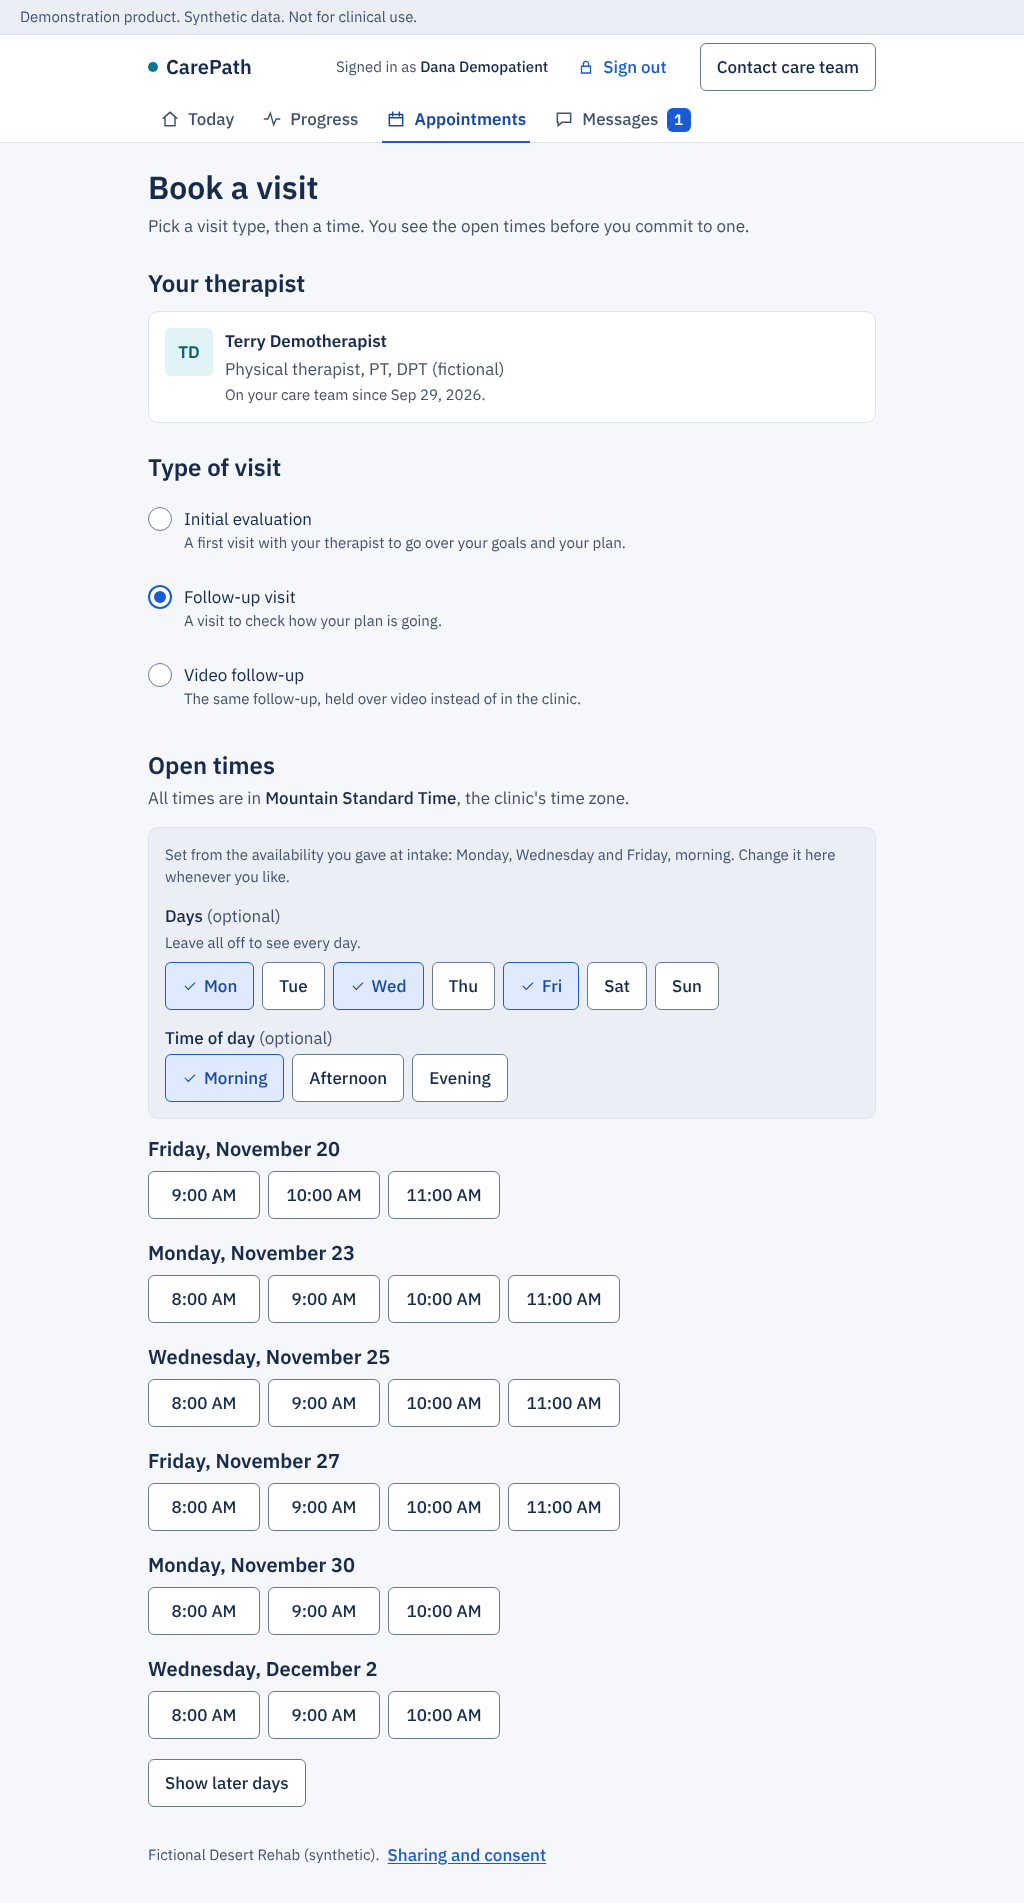 Demonstration product. Synthetic data. Not for clinical use.
CarePath
Signed in as Dana Demopatient
Sign out
Contact care team
Today
Progress
Appointments
Messages 1
Book a visit
Pick a visit type, then a time. You see the open times before you commit to one.
Your therapist
TD
Terry Demotherapist
Physical therapist, PT, DPT (fictional)
On your care team since Sep 29, 2026.
Type of visit
Initial evaluation
A first visit with your therapist to go over your goals and your plan.
Follow-up visit
A visit to check how your plan is going.
Video follow-up
The same follow-up, held over video instead of in the clinic.
Open times
All times are in Mountain Standard Time, the clinic's time zone.
Set from the availability you gave at intake: Monday, Wednesday and Friday, morning. Change it here
whenever you like.
Days (optional)
Leave all off to see every day.
Mon Tue Wed Thu Fri Sat Sun
Time of day (optional)
Morning Afternoon Evening
Friday, November 20
9:00 AM 10:00 AM 11:00 AM
Monday, November 23
8:00 AM 9:00 AM 10:00 AM 11:00 AM
Wednesday, November 25
8:00 AM 9:00 AM 10:00 AM 11:00 AM
Friday, November 27
8:00 AM 9:00 AM 10:00 AM 11:00 AM
Monday, November 30
8:00 AM 9:00 AM 10:00 AM
Wednesday, December 2
8:00 AM 9:00 AM 10:00 AM
Show later days
Fictional Desert Rehab (synthetic). Sharing and consent